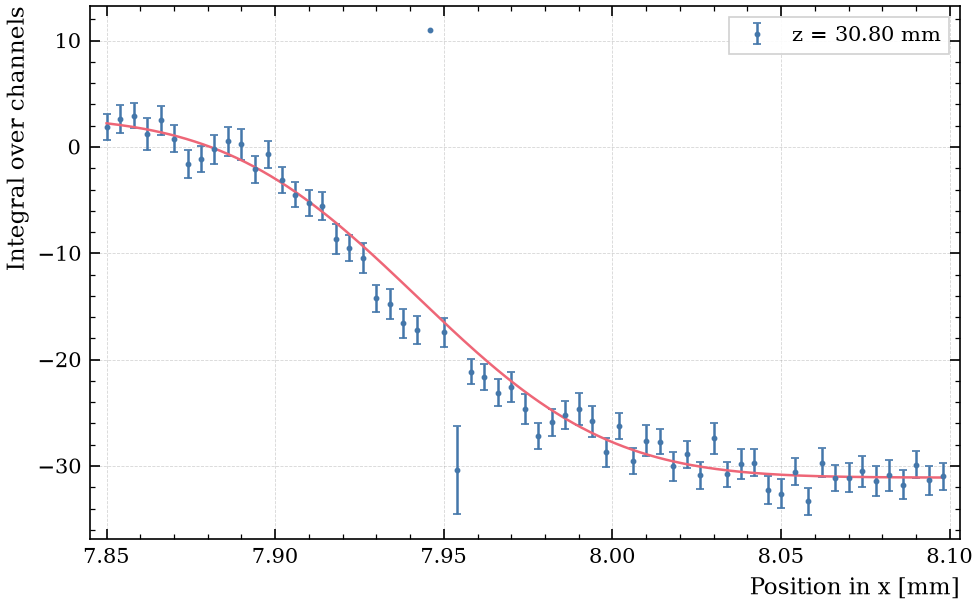 Integral over channels
z = 30.80 mm
10
0
−10
−20
−30
7.85 7.90 7.95 8.00 8.05 8.10
Position in x [mm]